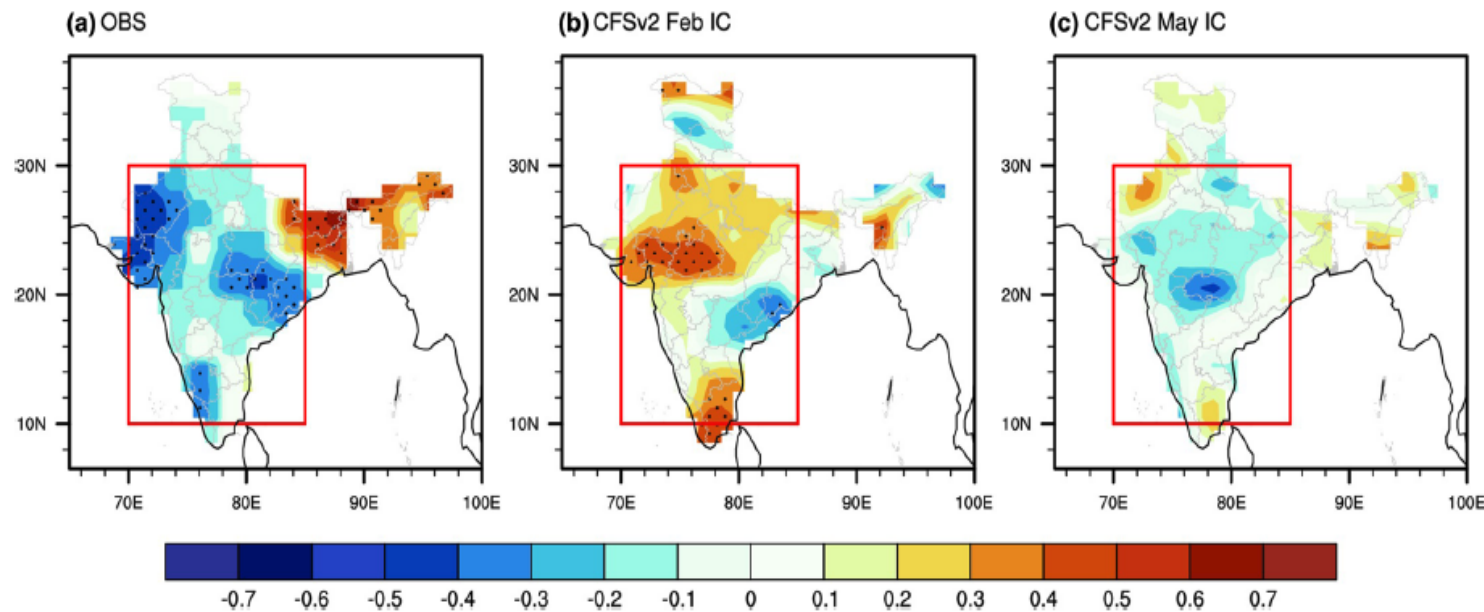 (a) OBS
(b) CFSv2 Feb IC
(c) CFSv2 May IC
30N
20N
10N
70E 80E 90E 100E
30N
20N
10N
70E 80E 90E 100E
30N
20N
10N
70E 80E 90E 100E
-0.7 -0.6 -0.5 -0.4 -0.3 -0.2 -0.1 0 0.1 0.2 0.3 0.4 0.5 0.6 0.7